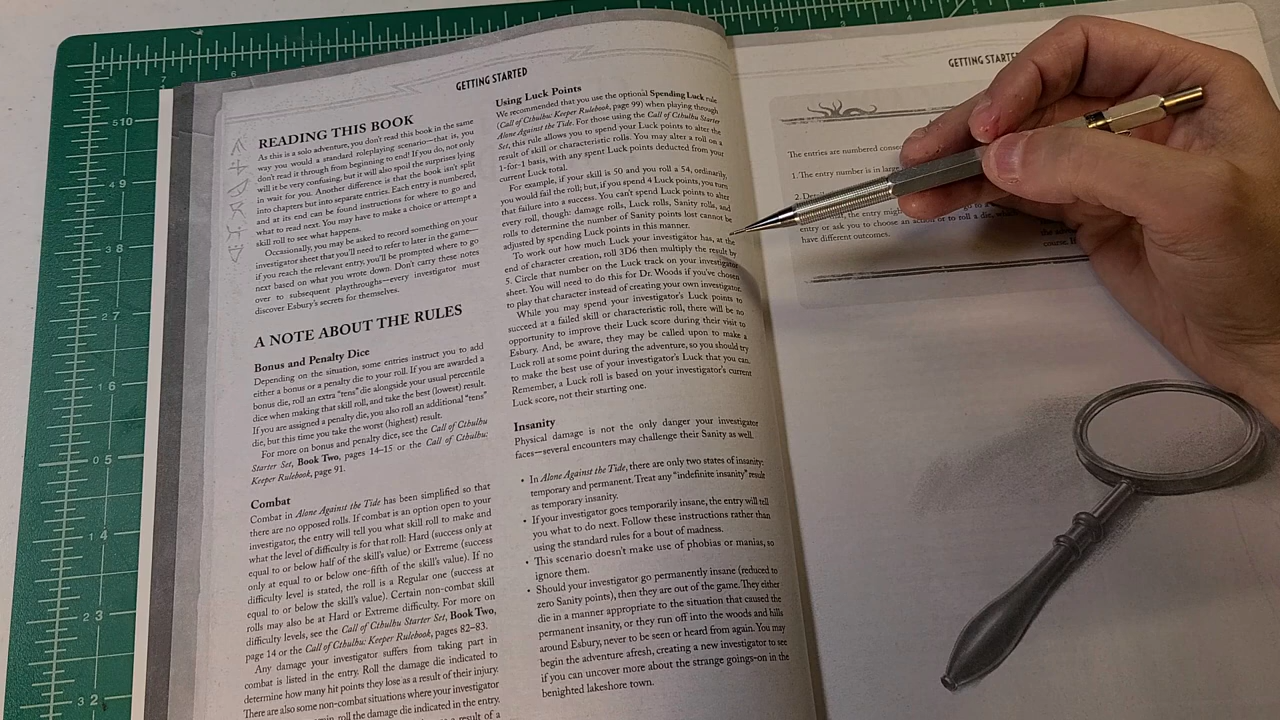 GETTING STARTED
READING THIS BOOK
As this is a solo adventure, you don't read this book in the same
way you would a standard roleplaying scenario—that is, you
don't read it through from beginning to end! If you do, not only
will it be very confusing, but it will also spoil the surprises lying
in wait for you. Another difference is that the book isn't split
into chapters but into separate entries. Each entry is numbered,
and at its end can be found instructions for where to go and
what to read next. You may have to make a choice or attempt a
skill roll to see what happens.
Occasionally, you may be asked to record something on your
investigator sheet that you'll need to refer to later in the game—
if you reach the relevant entry, you'll be prompted where to go
next based on what you wrote down. Don't carry these notes
over to subsequent playthroughs—every investigator must
discover Esbury's secrets for themselves.
A NOTE ABOUT THE RULES
Bonus and Penalty Dice
Depending on the situation, some entries instruct you to add
either a bonus or a penalty die to your roll. If you are awarded a
bonus die, roll an extra "tens" die alongside your usual percentile
dice when making that skill roll, and take the best (lowest) result.
If you are assigned a penalty die, you also roll an additional "tens"
die, but this time you take the worst (highest) result.
For more on bonus and penalty dice, see the Call of Cthulhu
Starter Set, Book Two, pages 14–15 or the Call of Cthulhu:
Keeper Rulebook, page 91.
Combat
Combat in Alone Against the Tide has been simplified so that
there are no opposed rolls. If combat is an option open to your
investigator, the entry will tell you what skill roll to make and
what the level of difficulty is for that roll: Hard (success only at
equal to or below half of the skill's value) or Extreme (success
only at equal to or below one-fifth of the skill's value). If no
difficulty level is stated, the roll is a Regular one (success at
equal to or below the skill's value). Certain non-combat skill
rolls may also be at Hard or Extreme difficulty. For more on
difficulty levels, see the Call of Cthulhu Starter Set, Book Two,
page 14 or the Call of Cthulhu: Keeper Rulebook, pages 82–83.
Any damage your investigator suffers from taking part in
combat is listed in the entry. Roll the damage die indicated to
determine how many hit points they lose as a result of their injury.
There are also some non-combat situations where your investigator
roll the damage die indicated in the entry.
as a result of a
Using Luck Points
We recommended that you use the optional Spending Luck rule
(Call of Cthulhu: Keeper Rulebook, page 99) when playing through
Alone Against the Tide. For those using the Call of Cthulhu Starter
Set, this rule allows you to spend your Luck points to alter the
result of skill or characteristic rolls. You may alter a roll on a
1-for-1 basis, with any spent Luck points deducted from your
current Luck total.
For example, if your skill is 50 and you roll a 54, ordinarily,
you would fail the roll; but, if you spend 4 Luck points, you turn
that failure into a success. You can't spend Luck points to alter
every roll, though: damage rolls, Luck rolls, Sanity rolls, and
rolls to determine the number of Sanity points lost cannot be
adjusted by spending Luck points in this manner.
To work out how much Luck your investigator has, at the
end of character creation, roll 3D6 then multiply the result by
5. Circle that number on the Luck track on your investigator
sheet. You will need to do this for Dr. Woods if you've chosen
to play that character instead of creating your own investigator.
While you may spend your investigator's Luck points to
succeed at a failed skill or characteristic roll, there will be no
opportunity to improve their Luck score during their visit to
Esbury. And, be aware, they may be called upon to make a
Luck roll at some point during the adventure, so you should try
to make the best use of your investigator's Luck that you can.
Remember, a Luck roll is based on your investigator's current
Luck score, not their starting one.
Insanity
Physical damage is not the only danger your investigator
faces—several encounters may challenge their Sanity as well.
• In Alone Against the Tide, there are only two states of insanity:
temporary and permanent. Treat any "indefinite insanity" result
as temporary insanity.
• If your investigator goes temporarily insane, the entry will tell
you what to do next. Follow these instructions rather than
using the standard rules for a bout of madness.
• This scenario doesn't make use of phobias or manias, so
ignore them.
• Should your investigator go permanently insane (reduced to
zero Sanity points), then they are out of the game. They either
die in a manner appropriate to the situation that caused the
permanent insanity, or they run off into the woods and hills
around Esbury, never to be seen or heard from again. You may
begin the adventure afresh, creating a new investigator to see
if you can uncover more about the strange goings-on in the
benighted lakeshore town.
GETTING STARTED
The entries are numbered
1. The entry number is in
2.
the entry
entry or ask you to choose an action or to roll a die,
have different outcomes.
course.
7
6
5 10
4 9
3 8
2 7
1 6
0 5
1 4
2 3
3 2